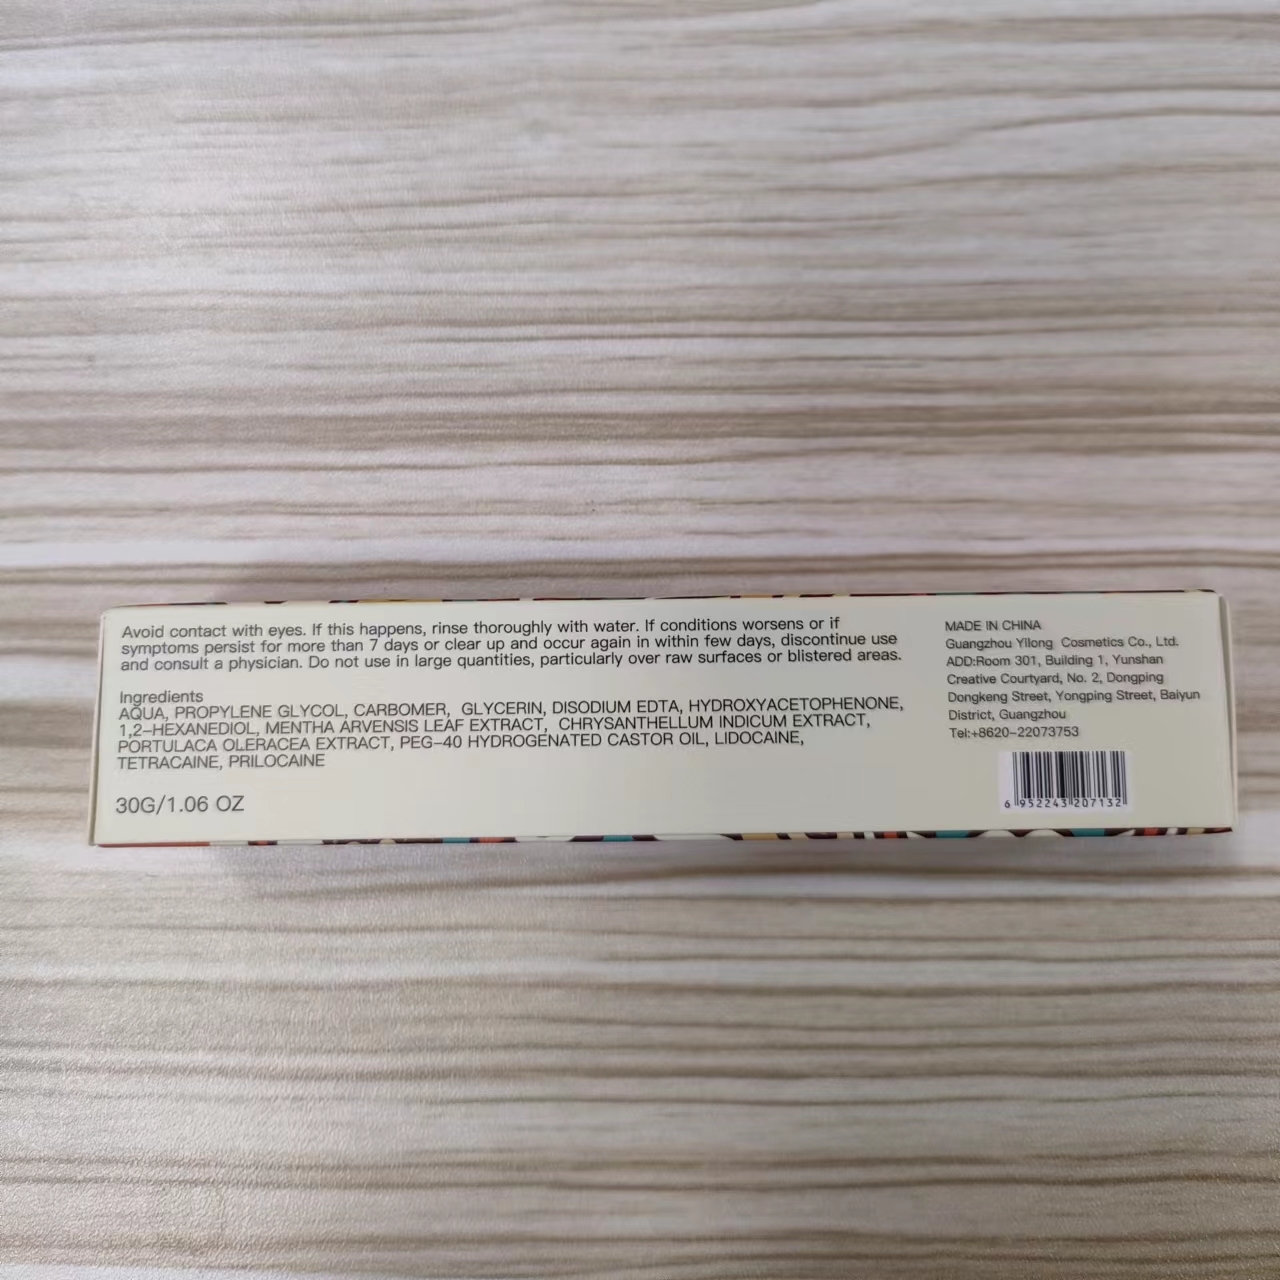 Avoid contact with eyes. If this happens, rinse thoroughly with water. If conditions worsens or if
symptoms persist for more than 7 days or clear up and occur again in within few days, discontinue use
and consult a physician. Do not use in large quantities, particularly over raw surfaces or blistered areas.
Ingredients
AQUA, PROPYLENE GLYCOL, CARBOMER, GLYCERIN, DISODIUM EDTA, HYDROXYACETOPHENONE,
1,2-HEXANEDIOL, MENTHA ARVENSIS LEAF EXTRACT, CHRYSANTHELLUM INDICUM EXTRACT,
PORTULACA OLERACEA EXTRACT, PEG-40 HYDROGENATED CASTOR OIL, LIDOCAINE,
TETRACAINE, PRILOCAINE
30G/1.06 OZ
MADE IN CHINA
Guangzhou Yilong Cosmetics Co., Ltd.
ADD:Room 301, Building 1, Yunshan
Creative Courtyard, No. 2, Dongping
Dongkeng Street, Yongping Street, Baiyun
District, Guangzhou
Tel:+8620-22073753
6 952243 207132